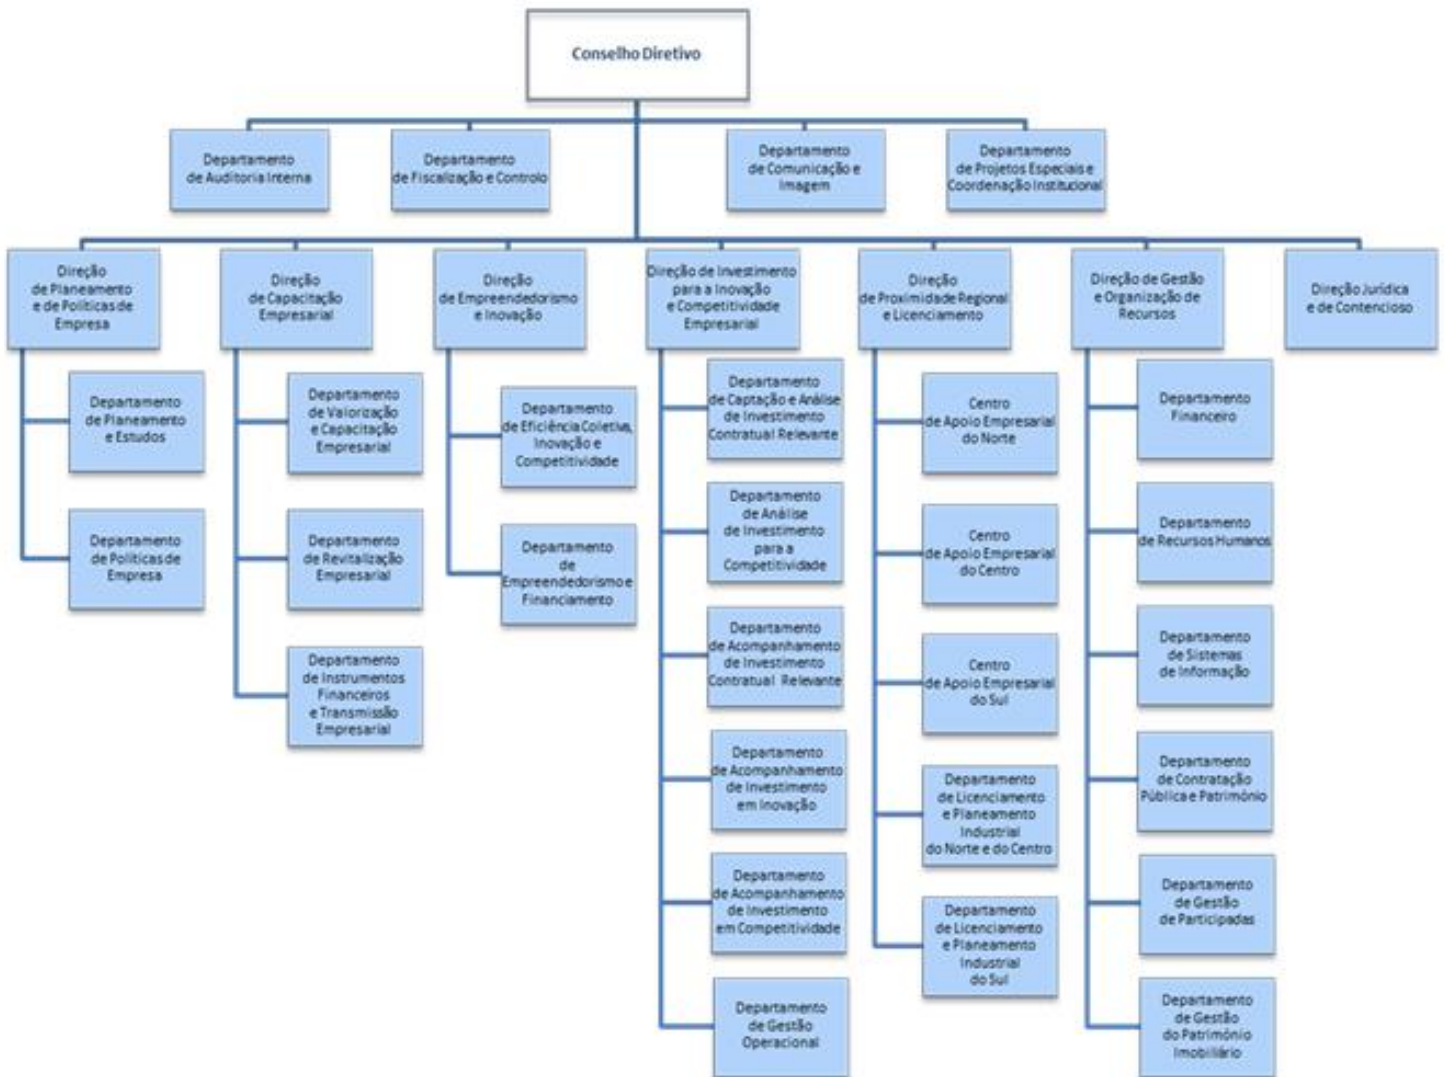 Conselho Diretivo
Departamento
de Auditoria Interna
Departamento
de Fiscalização e Controlo
Departamento
de Comunicação e
Imagem
Departamento
de Projetos Especiais e
Coordenação Institucional
Direção
de Planeamento
e de Políticas de
Empresa
Direção
de Capacitação
Empresarial
Direção
de Empreendedorismo
e Inovação
Direção de Investimento
para a Inovação
e Competitividade
Empresarial
Direção
de Proximidade Regional
e Licenciamento
Direção de Gestão
e Organização de
Recursos
Direção Jurídica
e de Contencioso
Departamento
de Planeamento
e Estudos
Departamento
de Políticas de
Empresa
Departamento
de Valorização
e Capacitação
Empresarial
Departamento
de Revitalização
Empresarial
Departamento
de Instrumentos
Financeiros
e Transmissão
Empresarial
Departamento
de Eficiência Coletiva,
Inovação e
Competitividade
Departamento
de
Empreendedorismo e
Financiamento
Departamento
de Captação e Análise
de Investimento
Contratual Relevante
Departamento
de Análise
de Investimento
para a
Competitividade
Departamento
de Acompanhamento
de Investimento
Contratual Relevante
Departamento
de Acompanhamento
de Investimento
em Inovação
Departamento
de Acompanhamento
de Investimento
em Competitividade
Departamento
de Gestão
Operacional
Centro
de Apoio Empresarial
do Norte
Centro
de Apoio Empresarial
do Centro
Centro
de Apoio Empresarial
do Sul
Departamento
de Licenciamento
e Planeamento
Industrial
do Norte e do Centro
Departamento
de Licenciamento
e Planeamento
Industrial
do Sul
Departamento
Financeiro
Departamento
de Recursos Humanos
Departamento
de Sistemas
de Informação
Departamento
de Contratação
Pública e Património
Departamento
de Gestão
de Participadas
Departamento
de Gestão
do Património
Imobiliário